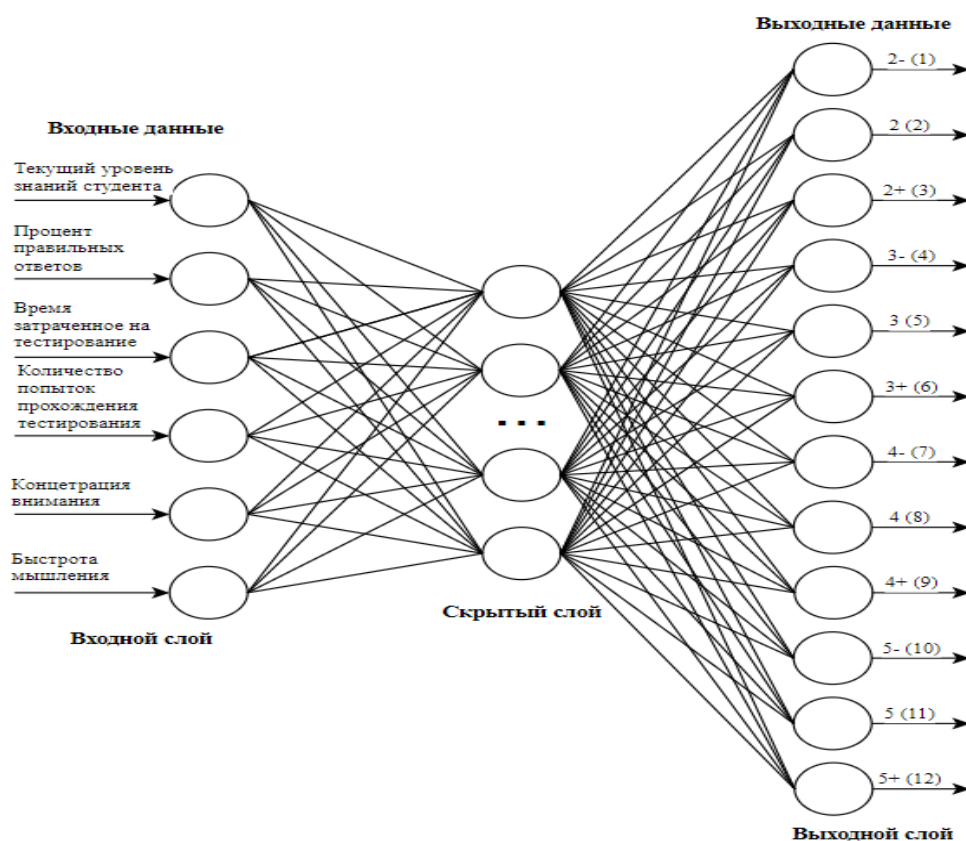 Выходные данные
2- (1)
2 (2)
2+ (3)
3- (4)
3 (5)
3+ (6)
4- (7)
4 (8)
4+ (9)
5- (10)
5 (11)
5+ (12)
Выходной слой
Входные данные
Текущий уровень
знаний студента
Процент
правильных
ответов
Время
затраченное на
тестирование
Количество
попыток
прохождения
тестирования
Концетрация
внимания
Быстрота
мышления
Входной слой
...
Скрытый слой